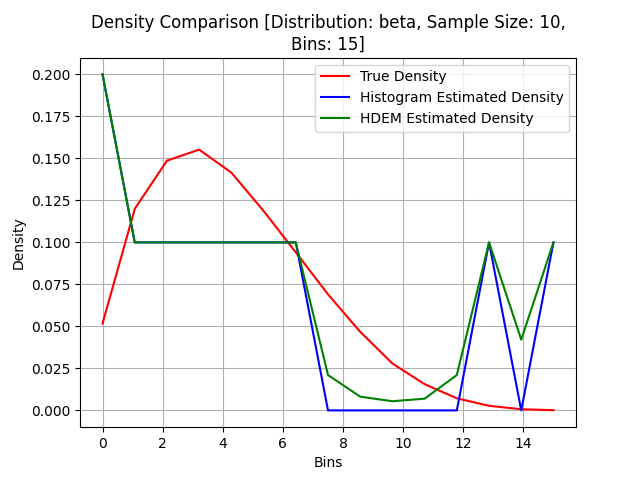 Density Comparison [Distribution: beta, Sample Size: 10,
Bins: 15]
True Density
Histogram Estimated Density
HDEM Estimated Density
Density
0.200
0.175
0.150
0.125
0.100
0.075
0.050
0.025
0.000
0 2 4 6 8 10 12 14
Bins